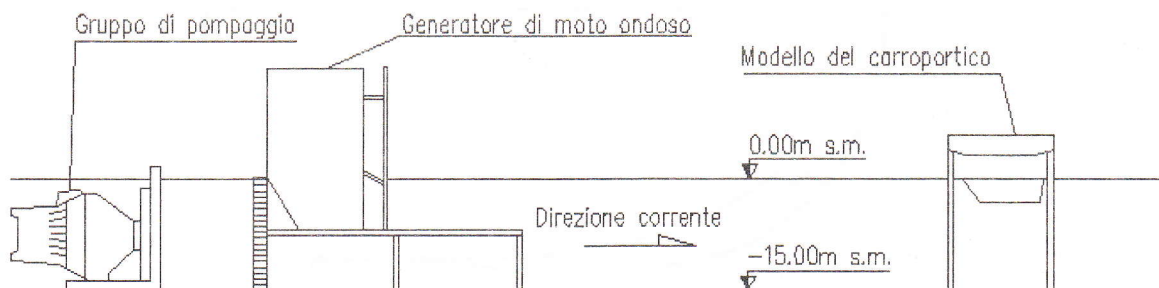 Gruppo di pompaggio
Generatore di moto ondoso
Modello del carroportico
0.00m s.m.
Direzione corrente
-15.00m s.m.